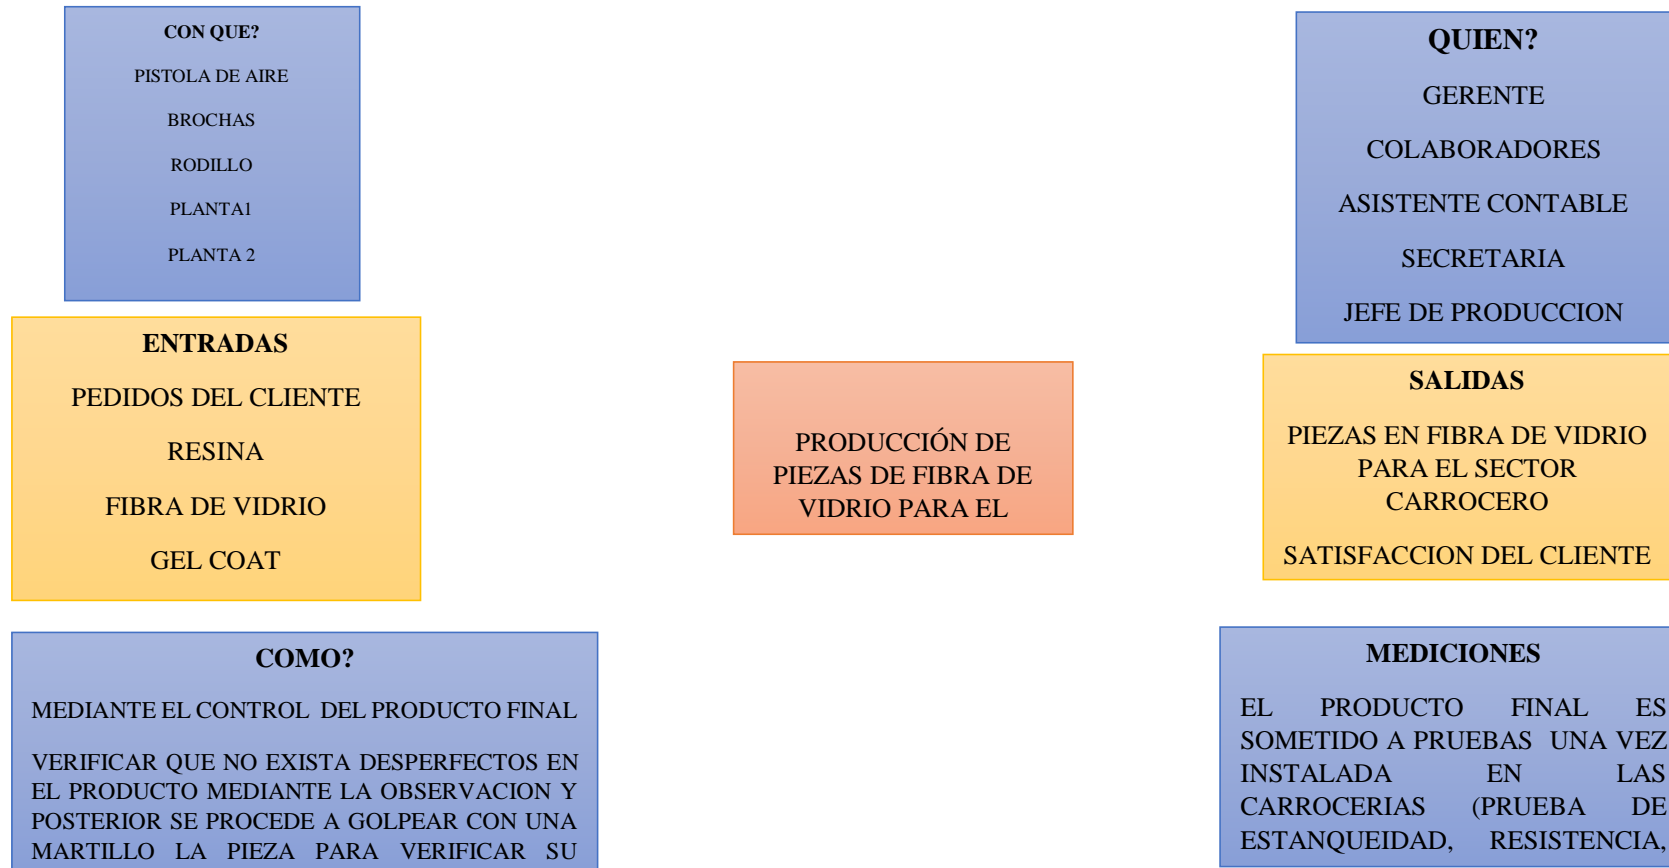 CON QUE?
PISTOLA DE AIRE
BROCHAS
RODILLO
PLANTA1
PLANTA 2
QUIEN?
GERENTE
COLABORADORES
ASISTENTE CONTABLE
SECRETARIA
JEFE DE PRODUCCION
ENTRADAS
PEDIDOS DEL CLIENTE
RESINA
FIBRA DE VIDRIO
GEL COAT
PRODUCCIÓN DE
PIEZAS DE FIBRA DE
VIDRIO PARA EL
SALIDAS
PIEZAS EN FIBRA DE VIDRIO
PARA EL SECTOR
CARROCERO
SATISFACCION DEL CLIENTE
COMO?
MEDIANTE EL CONTROL DEL PRODUCTO FINAL
VERIFICAR QUE NO EXISTA DESPERFECTOS EN
EL PRODUCTO MEDIANTE LA OBSERVACION Y
POSTERIOR SE PROCEDE A GOLPEAR CON UNA
MARTILLO LA PIEZA PARA VERIFICAR SU
MEDICIONES
EL PRODUCTO FINAL ES
SOMETIDO A PRUEBAS UNA VEZ
INSTALADA EN LAS
CARROCERIAS (PRUEBA DE
ESTANQUEIDAD, RESISTENCIA,